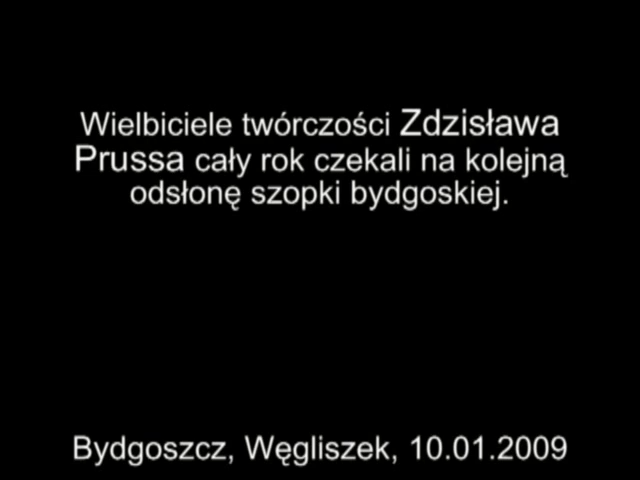 Wielbiciele twórczości Zdzisława
Prussa cały rok czekali na kolejną
odsłonę szopki bydgoskiej.
Bydgoszcz, Węgliszek, 10.01.2009